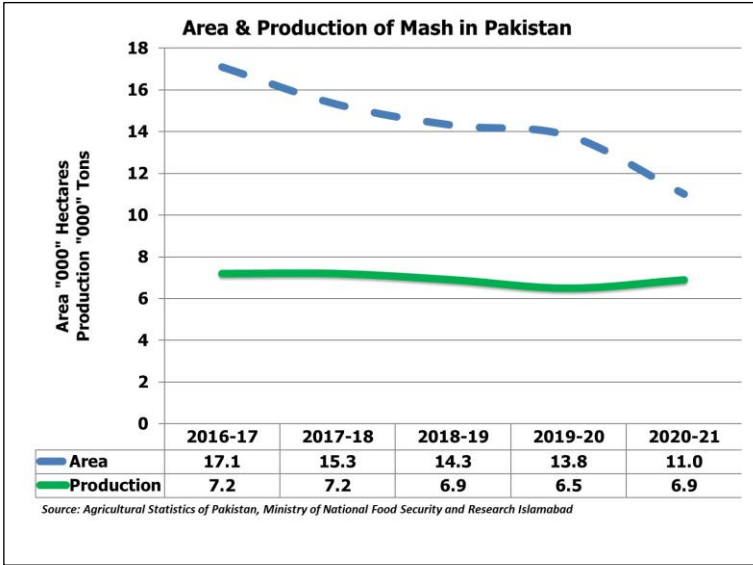 Area & Production of Mash in Pakistan
Area "000" Hectares
Production "000" Tons
18
16
14
12
10
8
6
4
2
0
2016-17 2017-18 2018-19 2019-20 2020-21
Area 17.1 15.3 14.3 13.8 11.0
Production 7.2 7.2 6.9 6.5 6.9
Source: Agricultural Statistics of Pakistan, Ministry of National Food Security and Research Islamabad